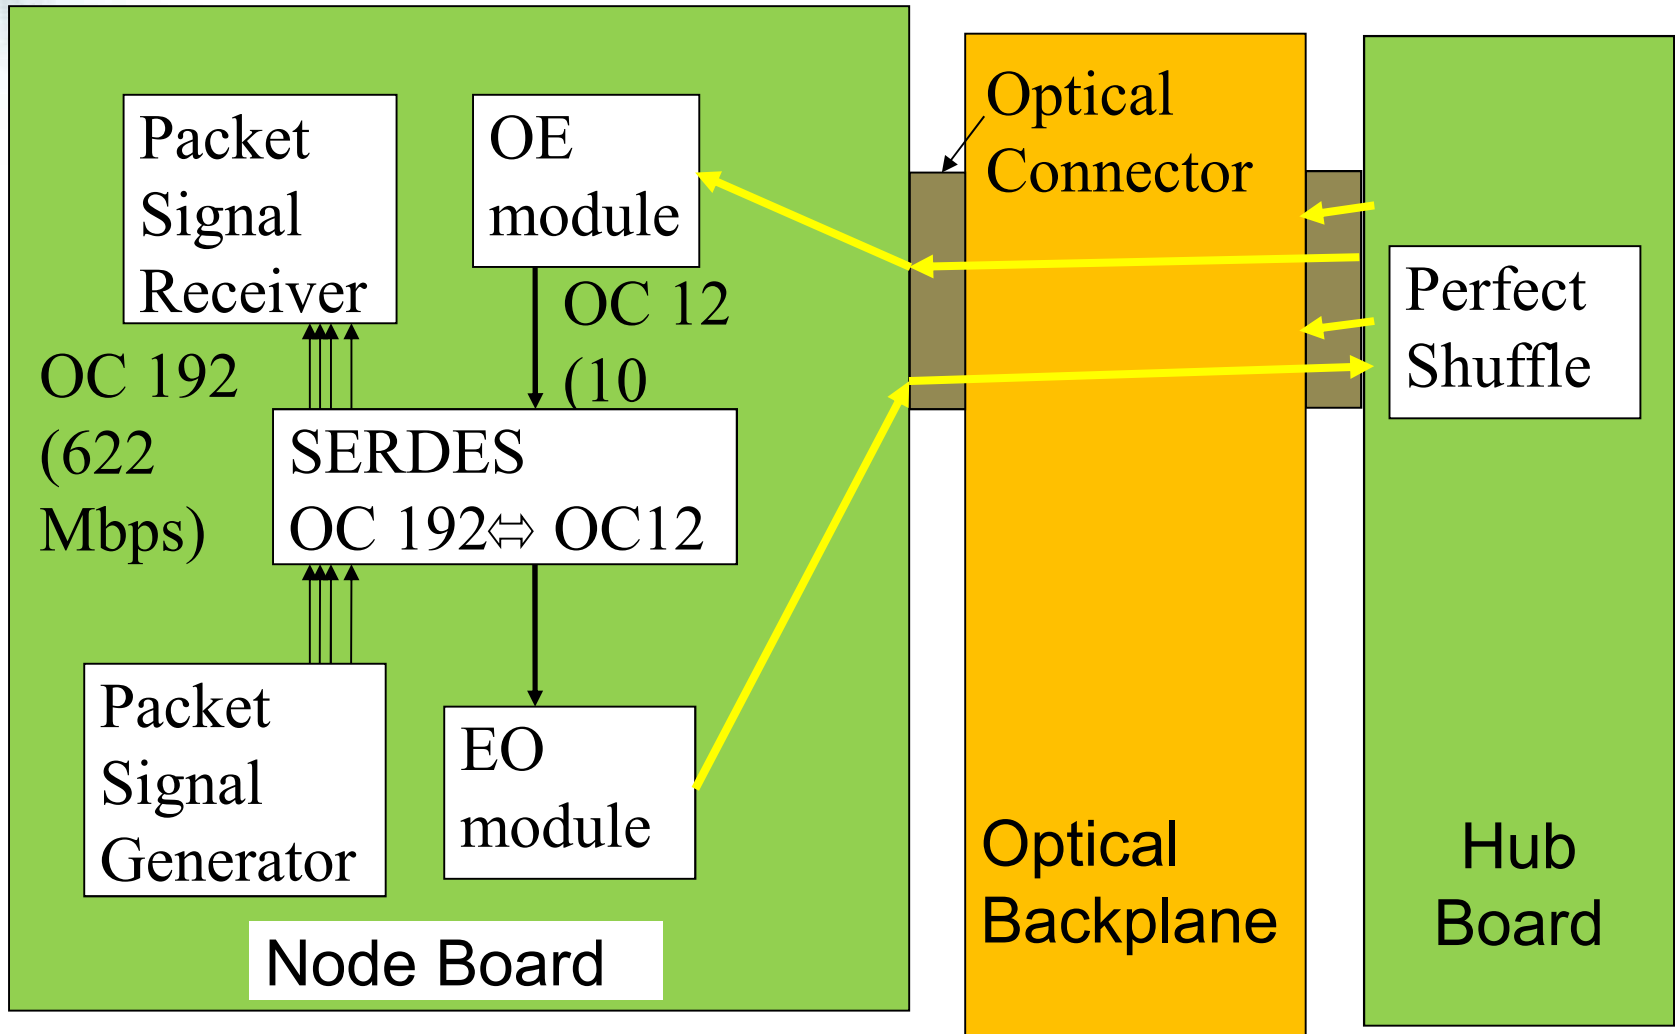 Packet
Signal
Receiver
OE
module
OC 12
(10
OC 192
(622
Mbps)
SERDES
OC 192⇔ OC12
Packet
Signal
Generator
EO
module
Node Board
Optical
Connector
Optical
Backplane
Perfect
Shuffle
Hub
Board